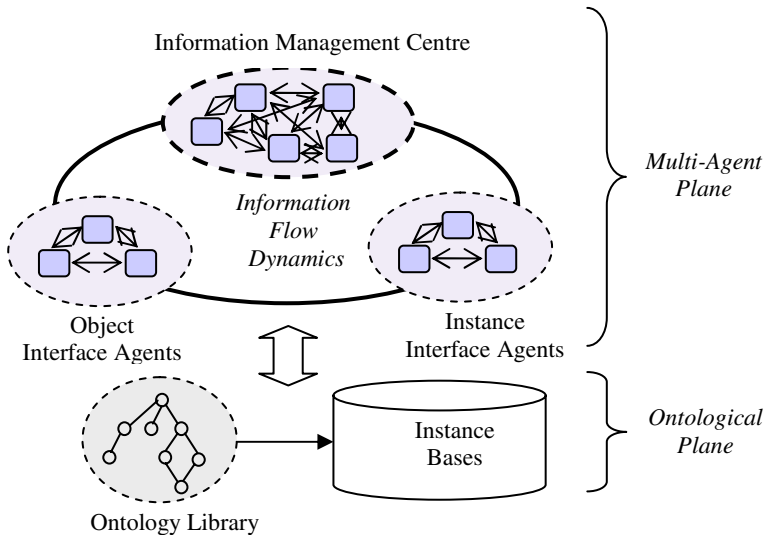 Information Management Centre
Multi-Agent
Plane
Information
Flow
Dynamics
Object
Interface Agents
Instance
Interface Agents
Instance
Bases
Ontological
Plane
Ontology Library